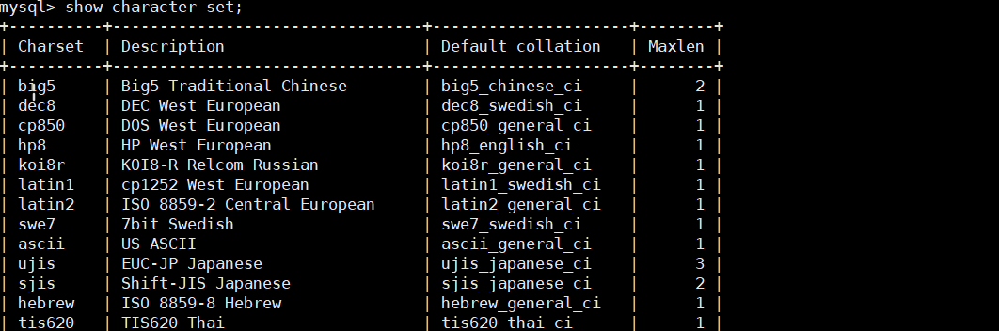 mysql> show character set;
+----------+---------------------------------+---------------------+--------+
| Charset  | Description                     | Default collation   | Maxlen |
+----------+---------------------------------+---------------------+--------+
| big5     | Big5 Traditional Chinese        | big5_chinese_ci     |      2 |
| dec8     | DEC West European               | dec8_swedish_ci     |      1 |
| cp850    | DOS West European               | cp850_general_ci    |      1 |
| hp8      | HP West European                | hp8_english_ci      |      1 |
| koi8r    | KOI8-R Relcom Russian           | koi8r_general_ci    |      1 |
| latin1   | cp1252 West European            | latin1_swedish_ci   |      1 |
| latin2   | ISO 8859-2 Central European     | latin2_general_ci   |      1 |
| swe7     | 7bit Swedish                    | swe7_swedish_ci     |      1 |
| ascii    | US ASCII                        | ascii_general_ci    |      1 |
| ujis     | EUC-JP Japanese                 | ujis_japanese_ci    |      3 |
| sjis     | Shift-JIS Japanese              | sjis_japanese_ci    |      2 |
| hebrew   | ISO 8859-8 Hebrew               | hebrew_general_ci   |      1 |
| tis620   | TIS620 Thai                     | tis620_thai_ci      |      1 |